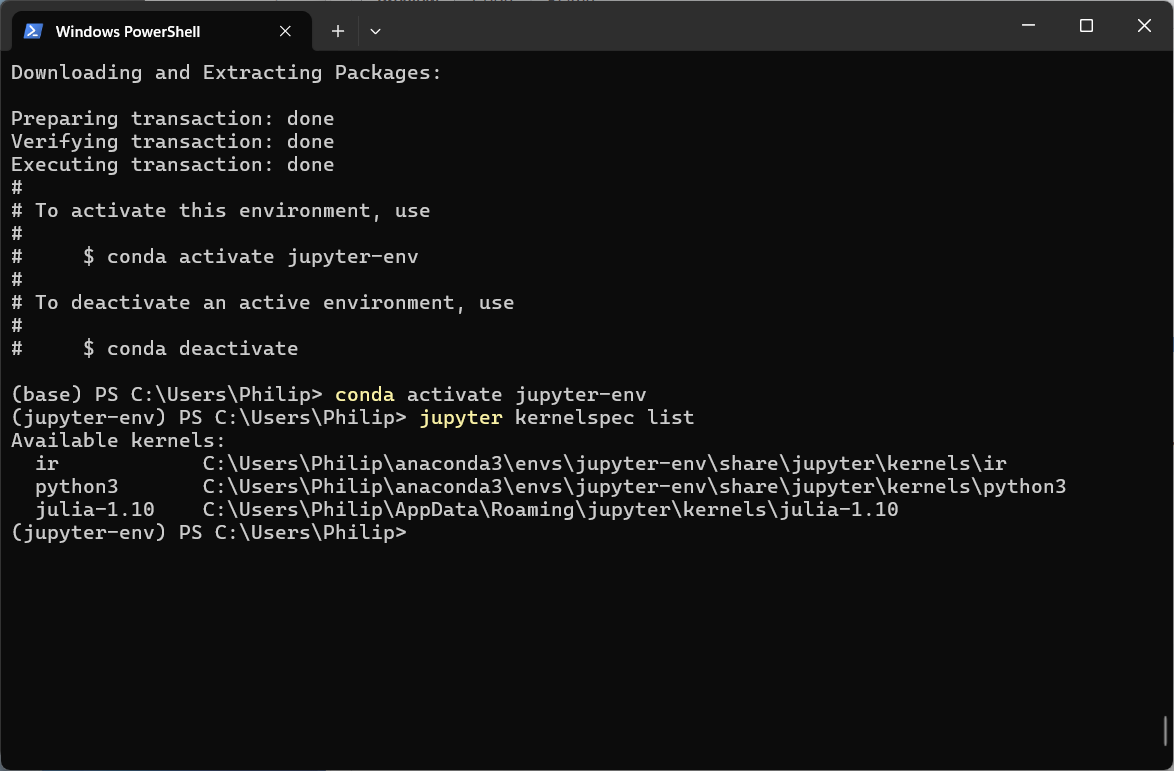 Windows PowerShell
Downloading and Extracting Packages:
Preparing transaction: done
Verifying transaction: done
Executing transaction: done
#
# To activate this environment, use
#
#     $ conda activate jupyter-env
#
# To deactivate an active environment, use
#
#     $ conda deactivate
(base) PS C:\Users\Philip> conda activate jupyter-env
(jupyter-env) PS C:\Users\Philip> jupyter kernelspec list
Available kernels:
  ir            C:\Users\Philip\anaconda3\envs\jupyter-env\share\jupyter\kernels\ir
  python3       C:\Users\Philip\anaconda3\envs\jupyter-env\share\jupyter\kernels\python3
  julia-1.10    C:\Users\Philip\AppData\Roaming\jupyter\kernels\julia-1.10
(jupyter-env) PS C:\Users\Philip>